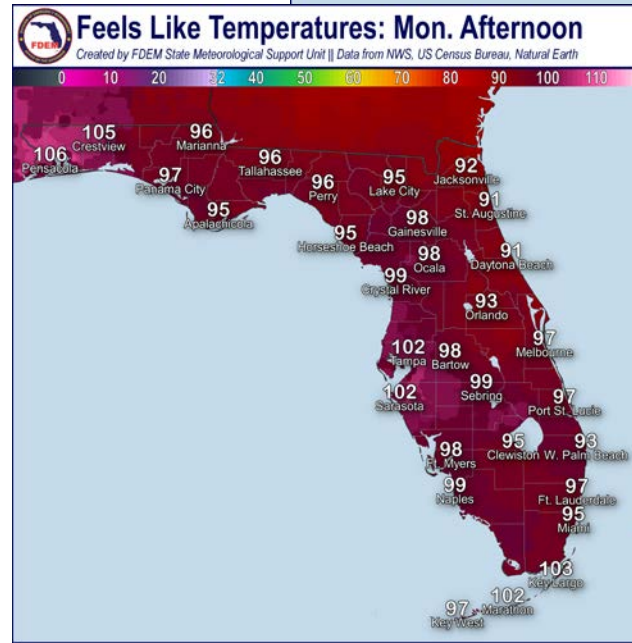 Feels Like Temperatures: Mon. Afternoon
FDEM
Created by FDEM State Meteorological Support Unit || Data from NWS, US Census Bureau, Natural Earth
0 10 20 32 40 50 60 70 80 90 100 110
105
Crestview
96
Marianna
106
Pensacola
97
Panama City
96
Tallahassee
96
Perry
95
Lake City
92
Jacksonville
95
Apalachicola
91
St. Augustine
98
Gainesville
95
Horseshoe Beach
98
Ocala
91
Daytona Beach
99
Crystal River
93
Orlando
102
Tampa
98
Bartow
97
Melbourne
102
Sarasota
99
Sebring
97
Port St. Lucie
98
Ft. Myers
95
Clewiston
93
W. Palm Beach
99
Naples
97
Ft. Lauderdale
95
Miami
103
Key Largo
102
Marathon
97
Key West